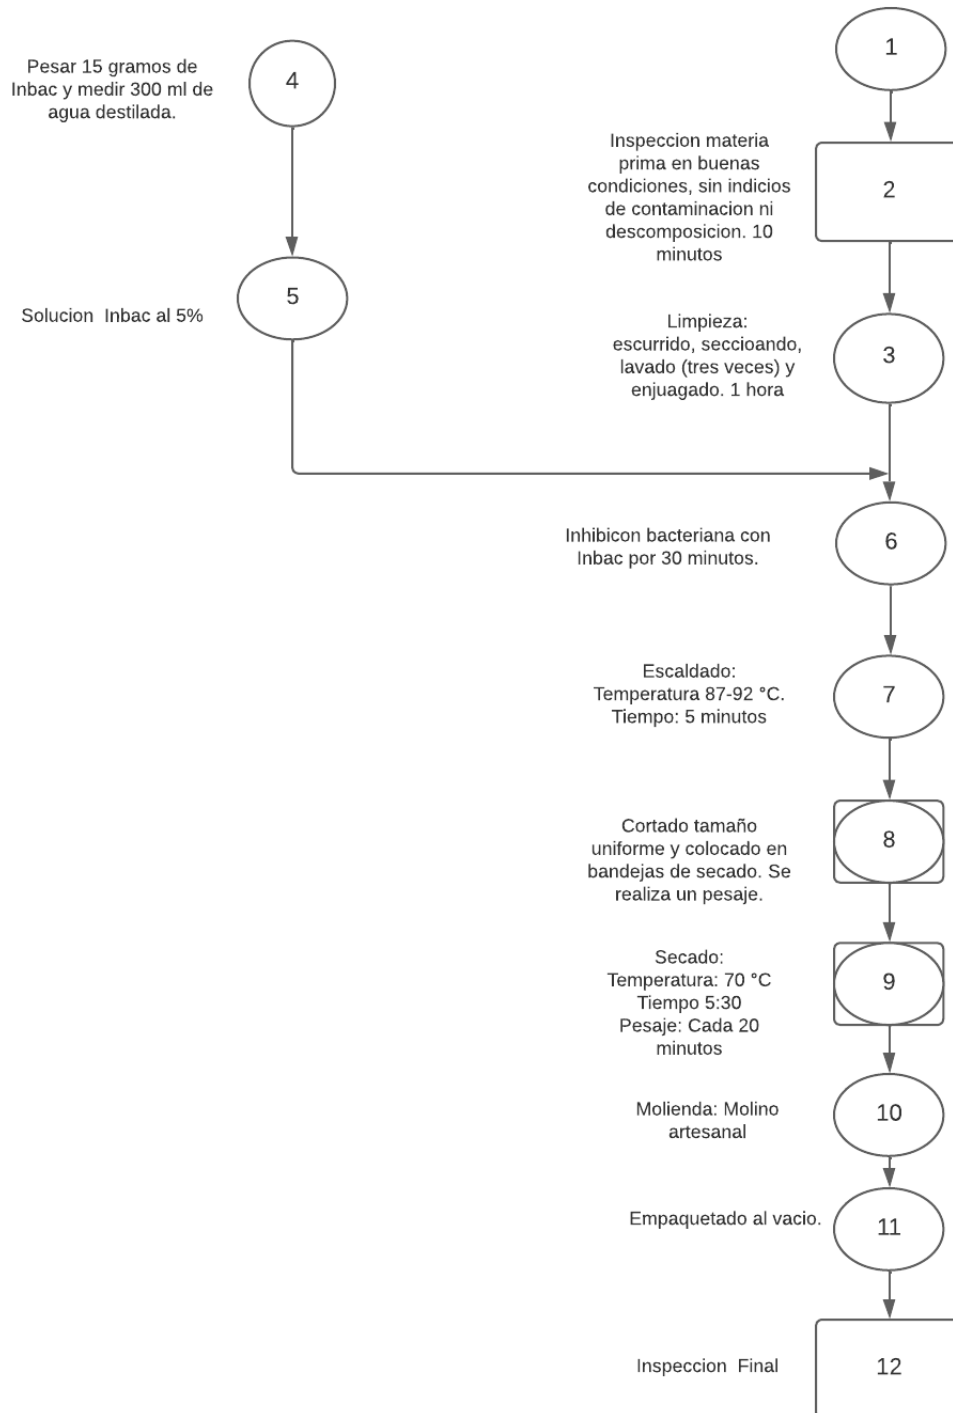 1
Pesar 15 gramos de
Inbac y medir 300 ml de
agua destilada.
4
Inspeccion materia
prima en buenas
condiciones, sin indicios
de contaminacion ni
descomposicion. 10
minutos
2
Solucion Inbac al 5%
5
Limpieza:
escurrido, seccioando,
lavado (tres veces) y
enjuagado. 1 hora
3
Inhibicon bacteriana con
Inbac por 30 minutos.
6
Escaldado:
Temperatura 87-92 °C.
Tiempo: 5 minutos
7
Cortado tamaño
uniforme y colocado en
bandejas de secado. Se
realiza un pesaje.
8
Secado:
Temperatura: 70 °C
Tiempo 5:30
Pesaje: Cada 20
minutos
9
Molienda: Molino
artesanal
10
Empaquetado al vacio.
11
Inspeccion Final
12